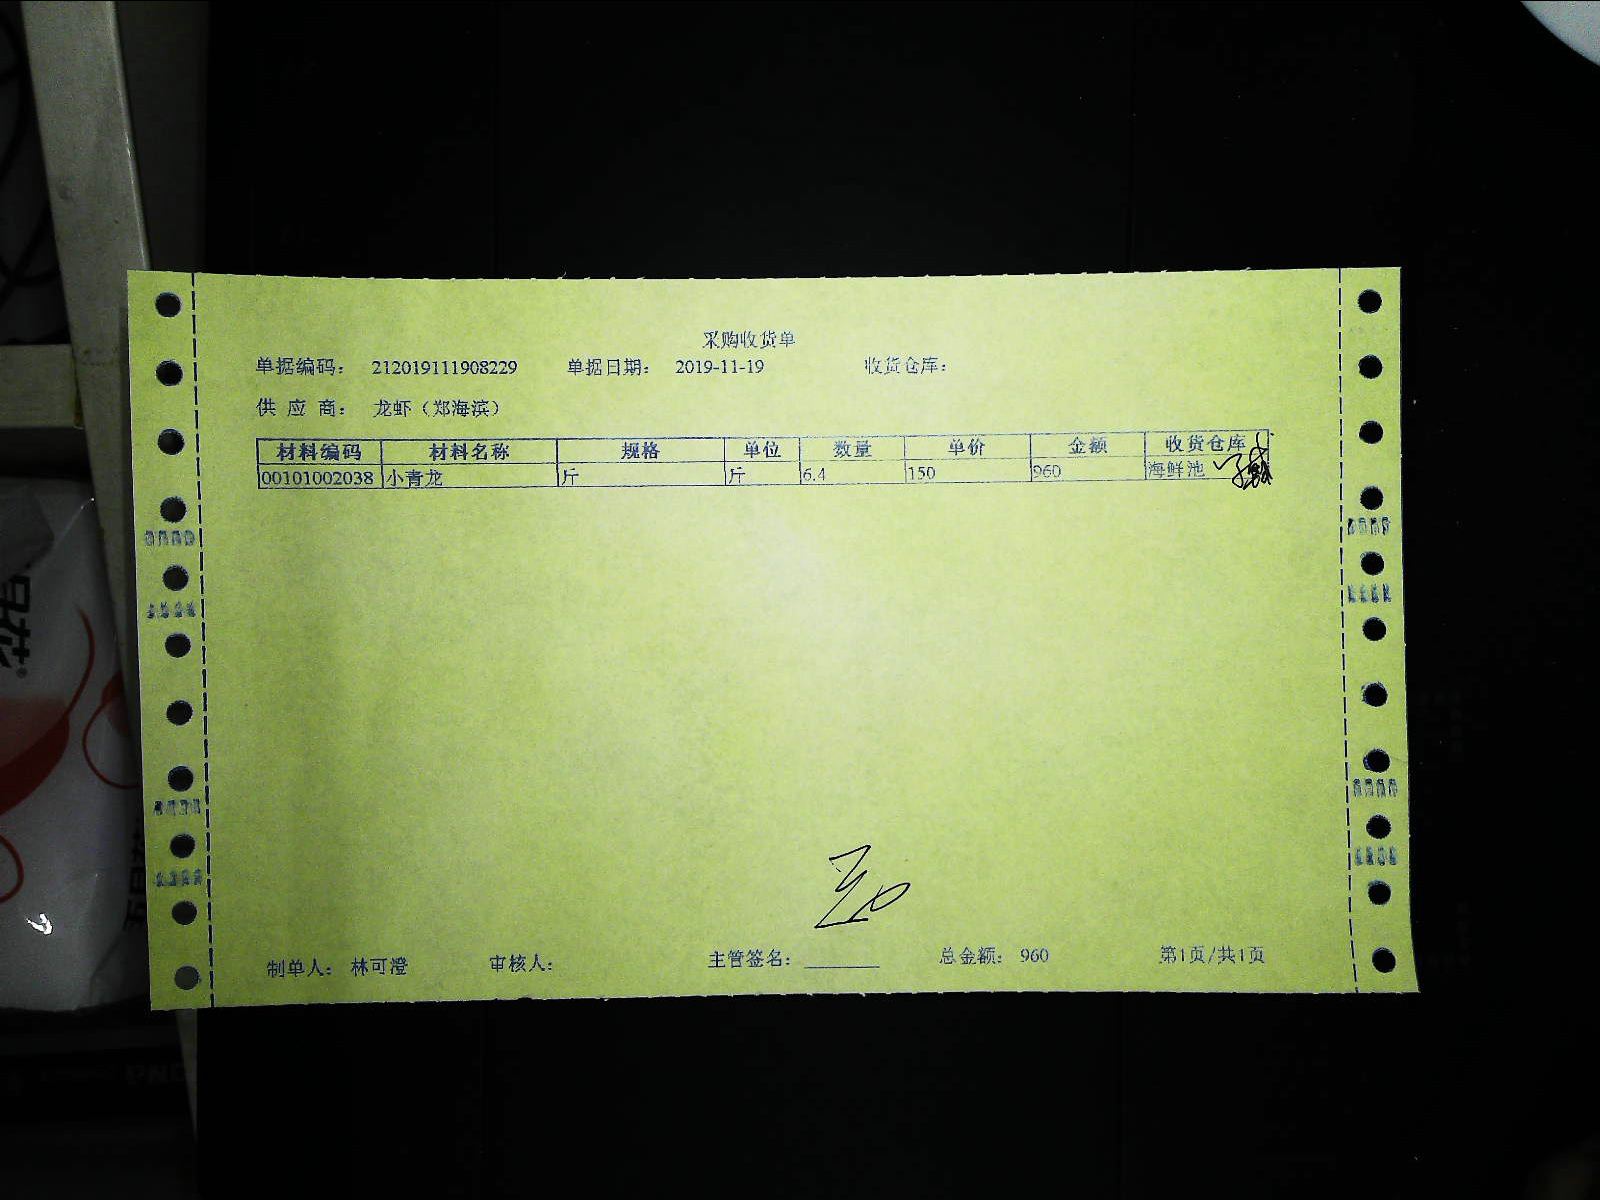 采购收货单
单据编码： 212019111908229 单据日期： 2019-11-19 收货仓库：
供 应 商： 龙虾（郑海滨）
材料编码 材料名称 规格 单位 数量 单价 金额 收货仓库
00101002038 小青龙 斤 斤 6.4 150 960 海鲜池
制单人： 林可澄 审核人： 主管签名：________ 总金额： 960 第1页/共1页